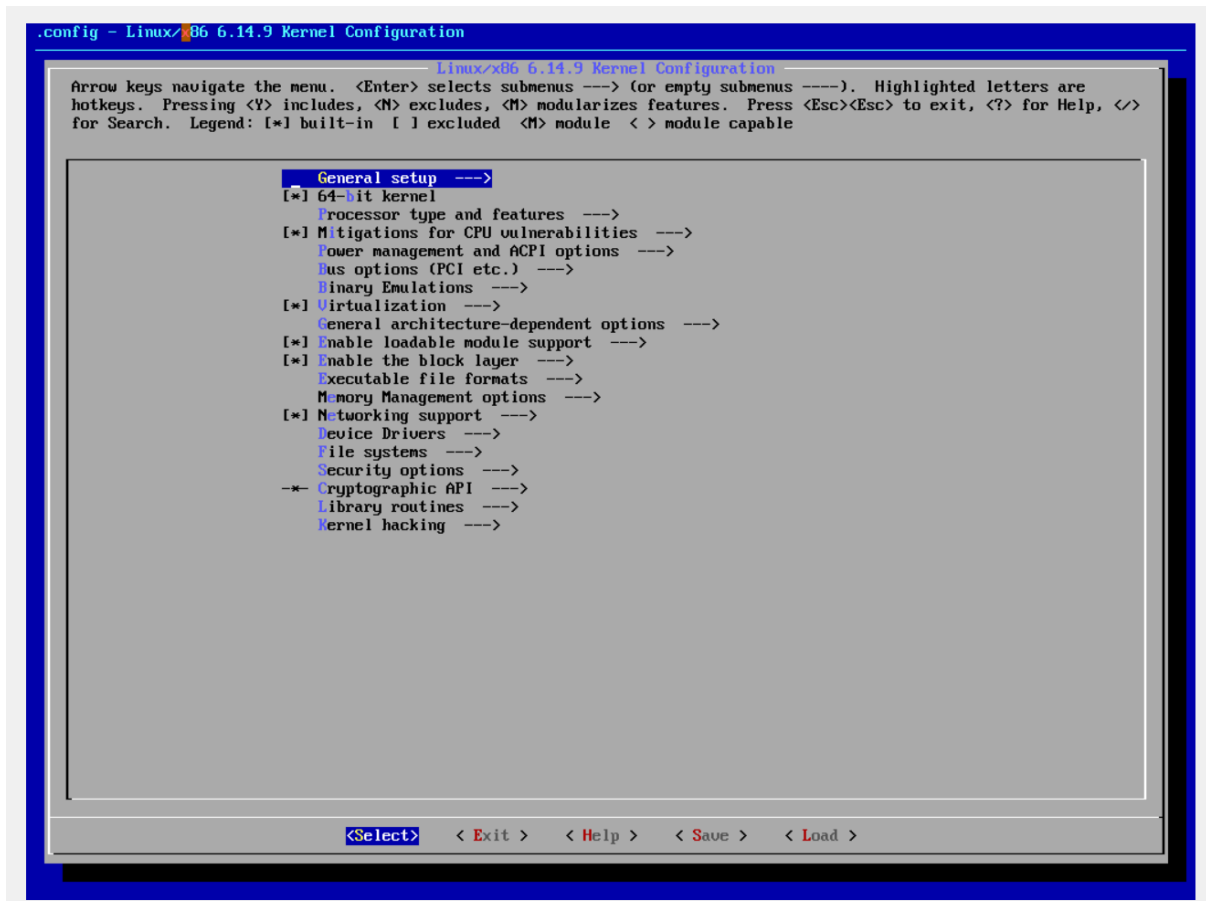 .config - Linux/x86 6.14.9 Kernel Configuration
Linux/x86 6.14.9 Kernel Configuration
Arrow keys navigate the menu.  <Enter> selects submenus ---> (or empty submenus ----).  Highlighted letters are
hotkeys.  Pressing <Y> includes, <N> excludes, <M> modularizes features.  Press <Esc><Esc> to exit, <?> for Help, </>
for Search.  Legend: [*] built-in  [ ] excluded  <M> module  < > module capable
General setup  --->
[*] 64-bit kernel
Processor type and features  --->
[*] Mitigations for CPU vulnerabilities  --->
Power management and ACPI options  --->
Bus options (PCI etc.)  --->
Binary Emulations  --->
[*] Virtualization  --->
General architecture-dependent options  --->
[*] Enable loadable module support  --->
[*] Enable the block layer  --->
Executable file formats  --->
Memory Management options  --->
[*] Networking support  --->
Device Drivers  --->
File systems  --->
Security options  --->
-*- Cryptographic API  --->
Library routines  --->
Kernel hacking  --->
<Select>    < Exit >    < Help >    < Save >    < Load >